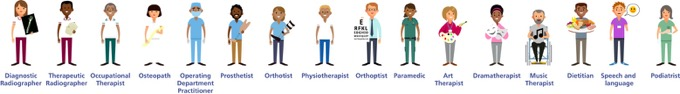 E
RFKL
Diagnostic
Radiographer
Therapeutic
Radiographer
Occupational
Therapist
Osteopath
Operating
Department
Practitioner
Prosthetist
Orthotist
Physiotherapist
Orthoptist
Paramedic
Art
Therapist
Dramatherapist
Music
Therapist
Dietitian
Speech and
language
Podiatrist